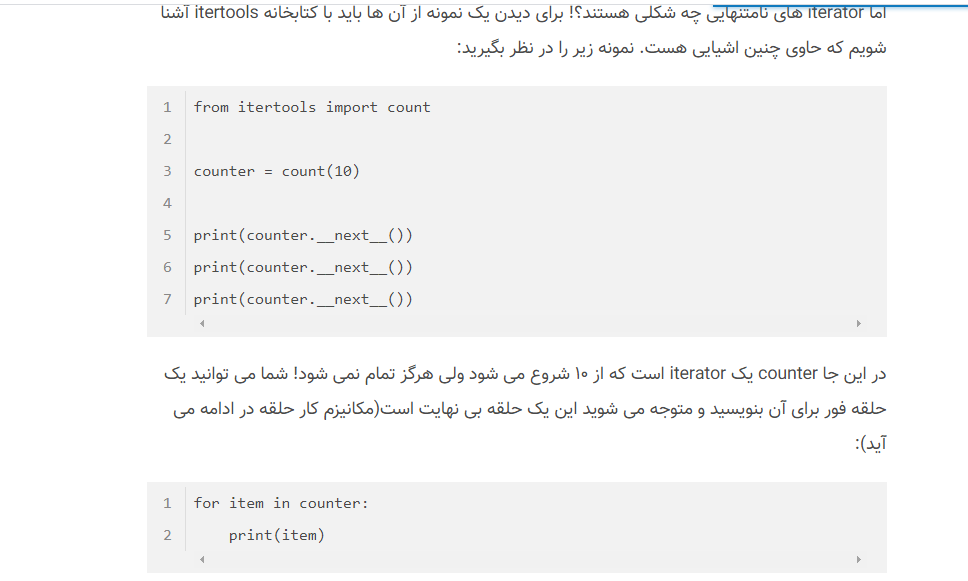 اما iterator های نامتنهایی چه شکلی هستند؟! برای دیدن یک نمونه از آن ها باید با کتابخانه itertools آشنا
شویم که حاوی چنین اشیایی هست. نمونه زیر را در نظر بگیرید:
1 from itertools import count
2
3 counter = count(10)
4
5 print(counter.__next__())
6 print(counter.__next__())
7 print(counter.__next__())
در این جا counter یک iterator است که از ۱۰ شروع می شود ولی هرگز تمام نمی شود! شما می توانید یک
حلقه فور برای آن بنویسید و متوجه می شوید این یک حلقه بی نهایت است(مکانیزم کار حلقه در ادامه می
آید):
1 for item in counter:
2     print(item)